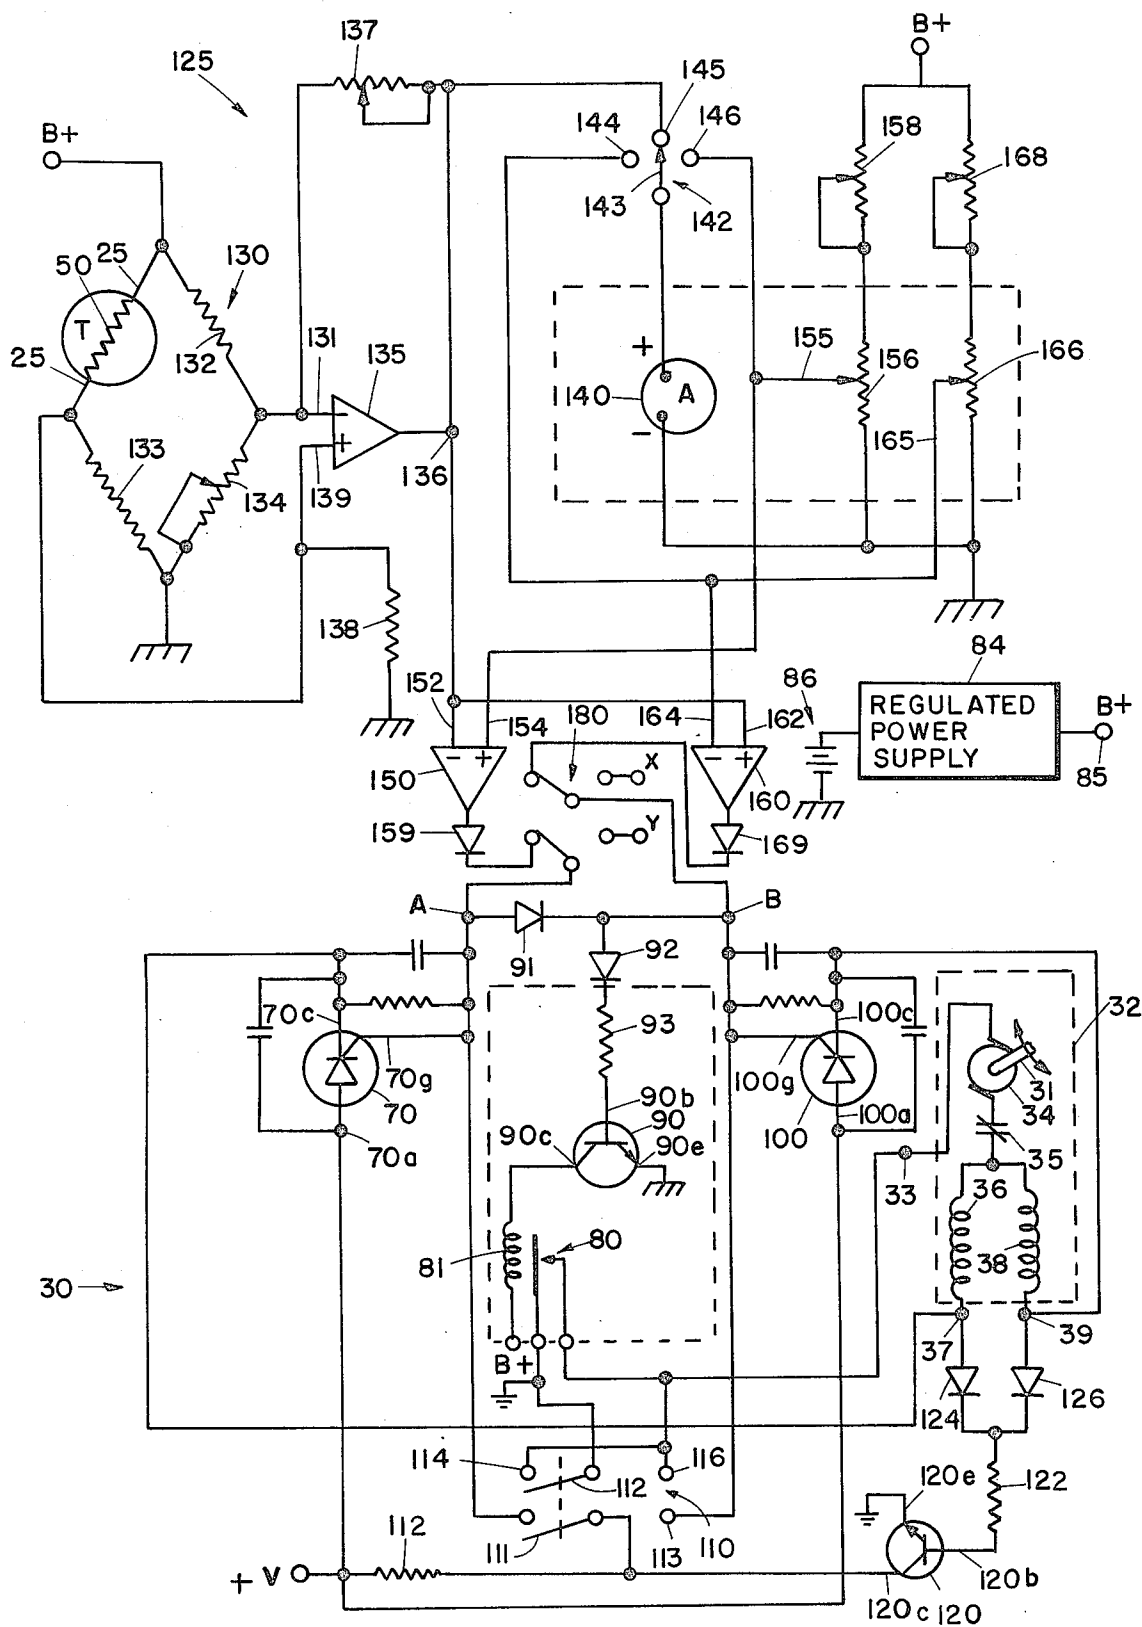 137
125
B+
145
B+
144
146
158
168
143
142
50
25
130
T
132
25
131
135
155
156
166
+
140
A
−
165
133
134
−
+
139
136
138
84
152
86
REGULATED
POWER
SUPPLY
B+
85
180
164
162
154
−
+
−
+
X
150
160
159
Y
169
A
B
91
92
70c
93
100c
32
70g
100g
31
34
70
90b
100
100a
90
70a
90c
90e
35
33
36
81
80
38
30
37
39
B+
124
126
114
116
112
120e
122
112
111
113
110
+ V
120b
120c
120